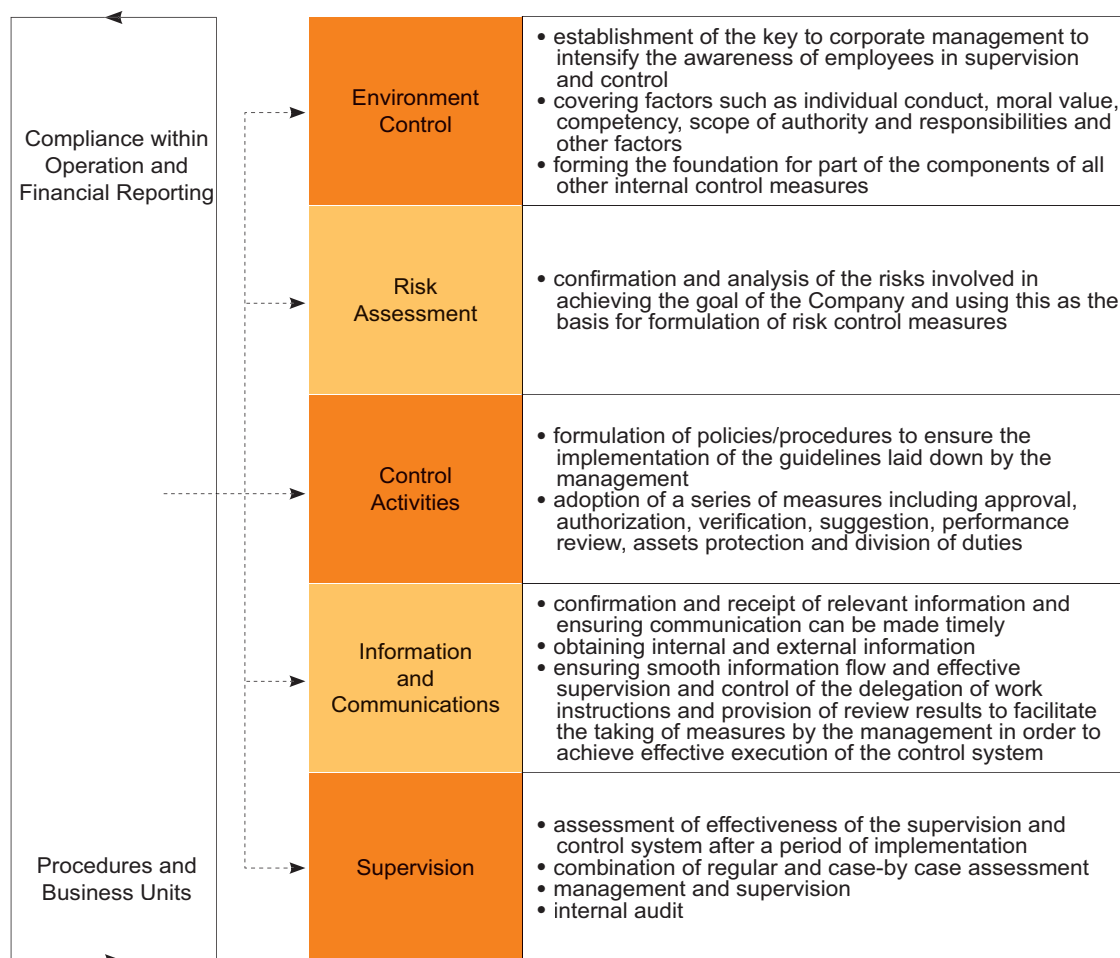 Compliance within
Operation and
Financial Reporting
Procedures and
Business Units
Environment
Control
• establishment of the key to corporate management to
intensify the awareness of employees in supervision
and control
• covering factors such as individual conduct, moral value,
competency, scope of authority and responsibilities and
other factors
• forming the foundation for part of the components of all
other internal control measures
Risk
Assessment
• confirmation and analysis of the risks involved in
achieving the goal of the Company and using this as the
basis for formulation of risk control measures
Control
Activities
• formulation of policies/procedures to ensure the
implementation of the guidelines laid down by the
management
• adoption of a series of measures including approval,
authorization, verification, suggestion, performance
review, assets protection and division of duties
Information
and
Communications
• confirmation and receipt of relevant information and
ensuring communication can be made timely
• obtaining internal and external information
• ensuring smooth information flow and effective
supervision and control of the delegation of work
instructions and provision of review results to facilitate
the taking of measures by the management in order to
achieve effective execution of the control system
Supervision
• assessment of effectiveness of the supervision and
control system after a period of implementation
• combination of regular and case-by case assessment
• management and supervision
• internal audit